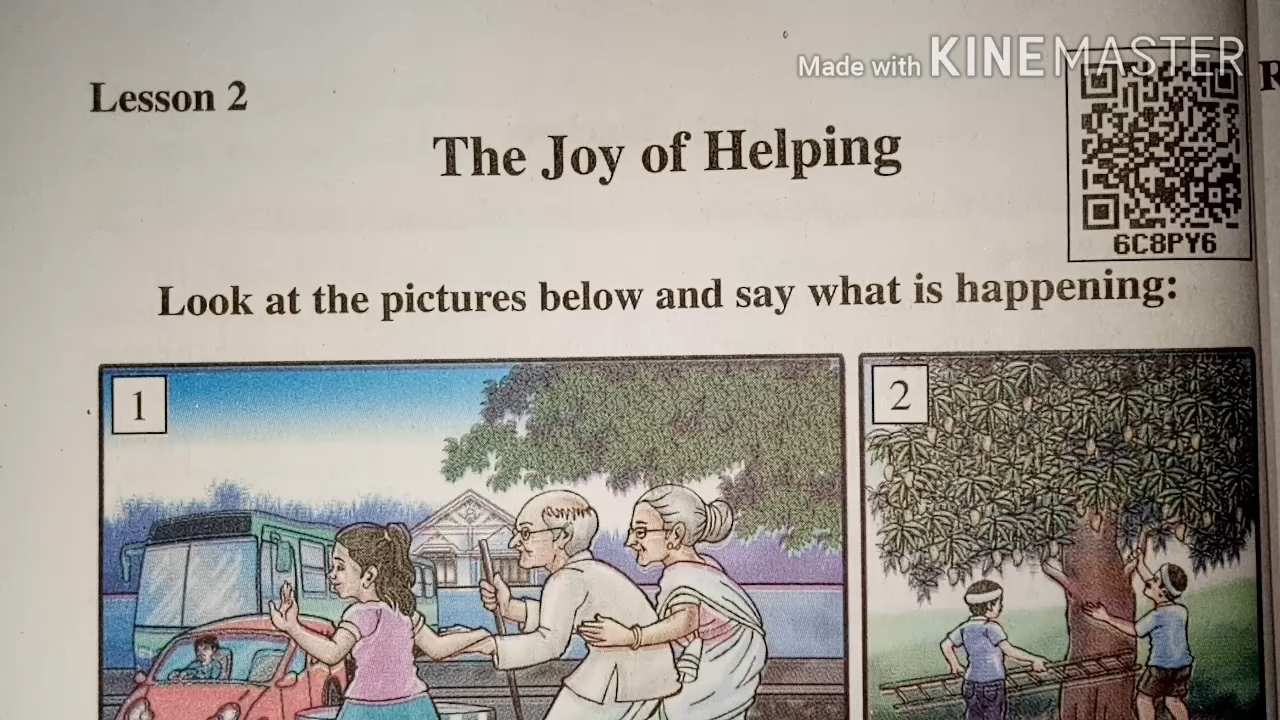 Made with KINEMASTER
R
Lesson 2
The Joy of Helping
6C8PY6
Look at the pictures below and say what is happening:
1
2